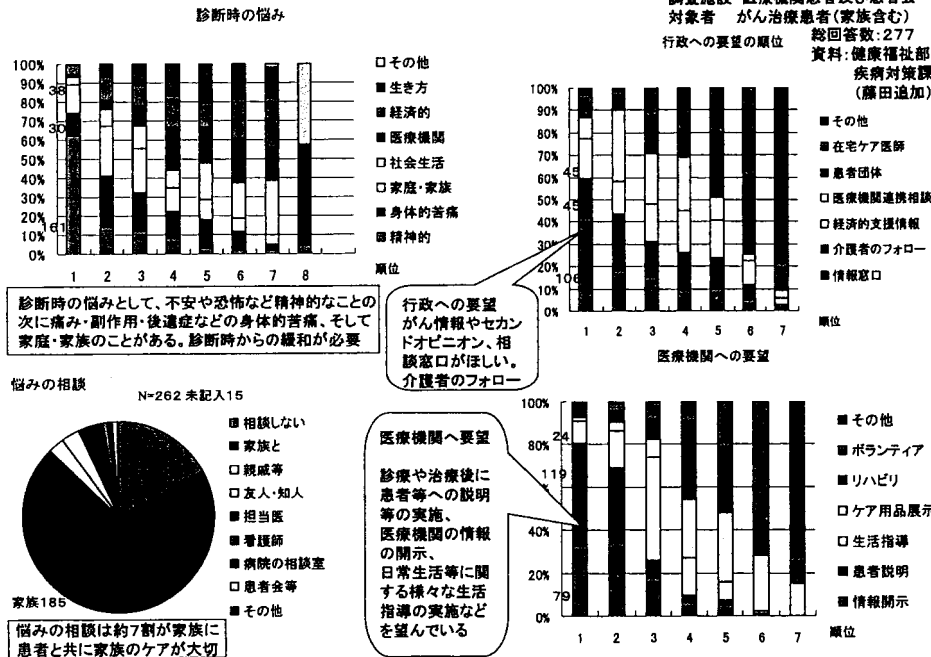 調査施設 医療機関患者及び患者会
対象者 がん治療患者(家族含む)
総回答数:277
資料:健康福祉部
疾病対策課
(藤田追加)
診断時の悩み
100%
90%
80%
70%
60%
50%
40%
30%
20%
10%
0%
38
30
161
1 2 3 4 5 6 7 8
順位
その他
生き方
経済的
医療機関
社会生活
家庭・家族
身体的苦痛
精神的
診断時の悩みとして、不安や恐怖など精神的なことの
次に痛み・副作用・後遺症などの身体的苦痛、そして
家庭・家族のことがある。診断時からの緩和が必要
行政への要望の順位
100%
90%
80%
70%
60%
50%
40%
30%
20%
10%
0%
45
45
106
1 2 3 4 5 6 7
順位
その他
在宅ケア医師
患者団体
医療機関連携相談
経済的支援情報
介護者のフォロー
情報窓口
行政への要望
がん情報やセカン
ドオピニオン、相
談窓口がほしい。
介護者のフォロー
悩みの相談
N=262 未記入15
相談しない
家族と
親戚等
友人・知人
担当医
看護師
病院の相談室
患者会等
その他
家族185
悩みの相談は約7割が家族に
患者と共に家族のケアが大切
医療機関への要望
100%
80%
60%
40%
20%
0%
24
119
79
1 2 3 4 5 6 7
順位
その他
ボランティア
リハビリ
ケア用品展示
生活指導
患者説明
情報開示
医療機関へ要望
診療や治療後に
患者等への説明
等の実施、
医療機関の情報
の開示、
日常生活等に関
する様々な生活
指導の実施など
を望んでいる